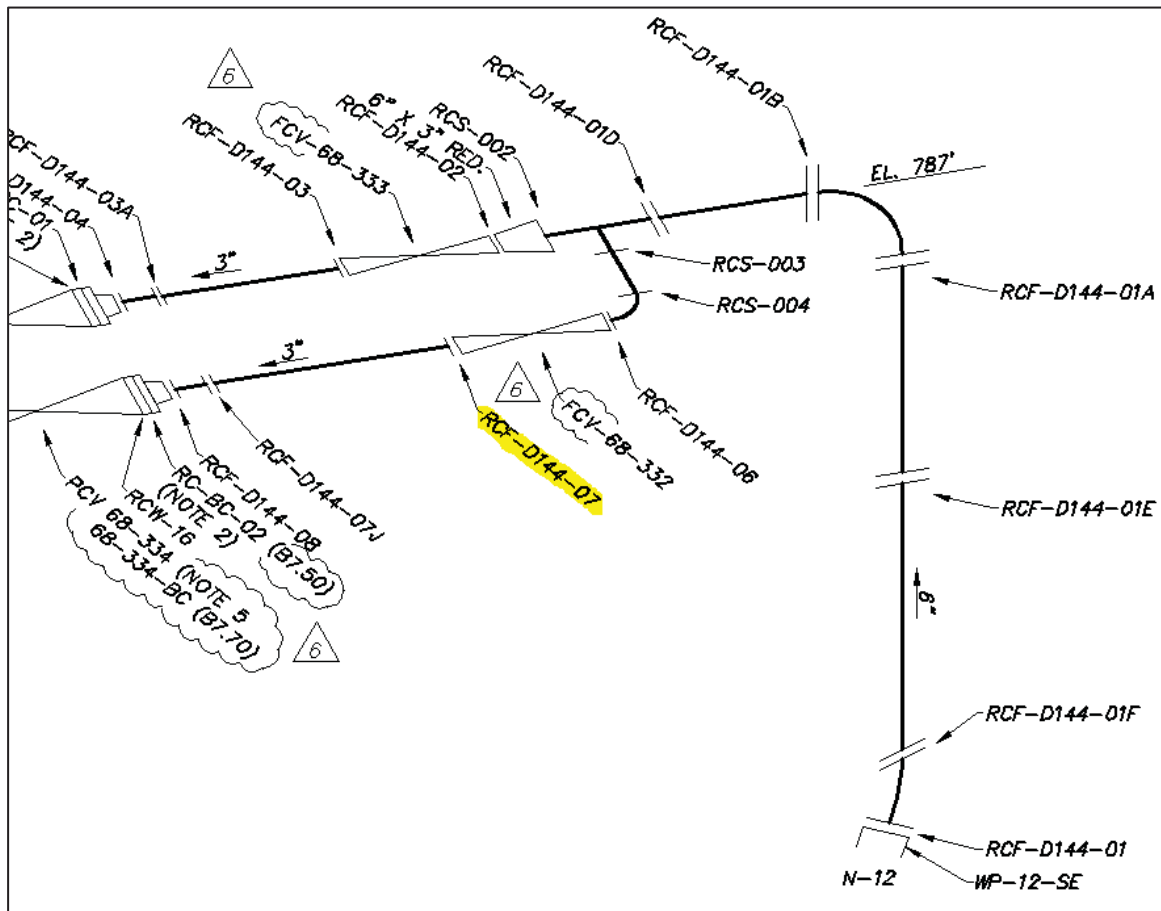 6
RCF-D144-01B
RCF-D144-01D
RCS-002
6" X 3" RED.
RCF-D144-02
FCV-68-333
RCF-D144-03
RCF-D144-03A
D144-04
BC-01
2)
EL. 787'
3"
RCS-003
RCS-004
RCF-D144-01A
3"
6
RCF-D144-07
FCV-68-332
RCF-D144-06
RCF-D144-01E
RCF-D144-07J
RCF-D144-08
RC-BC-02 (B7.50)
(NOTE 2)
RCW-16
PCV 68-334 (NOTE 5
68-334-BC (B7.70)
6
6"
RCF-D144-01F
RCF-D144-01
N-12
WP-12-SE